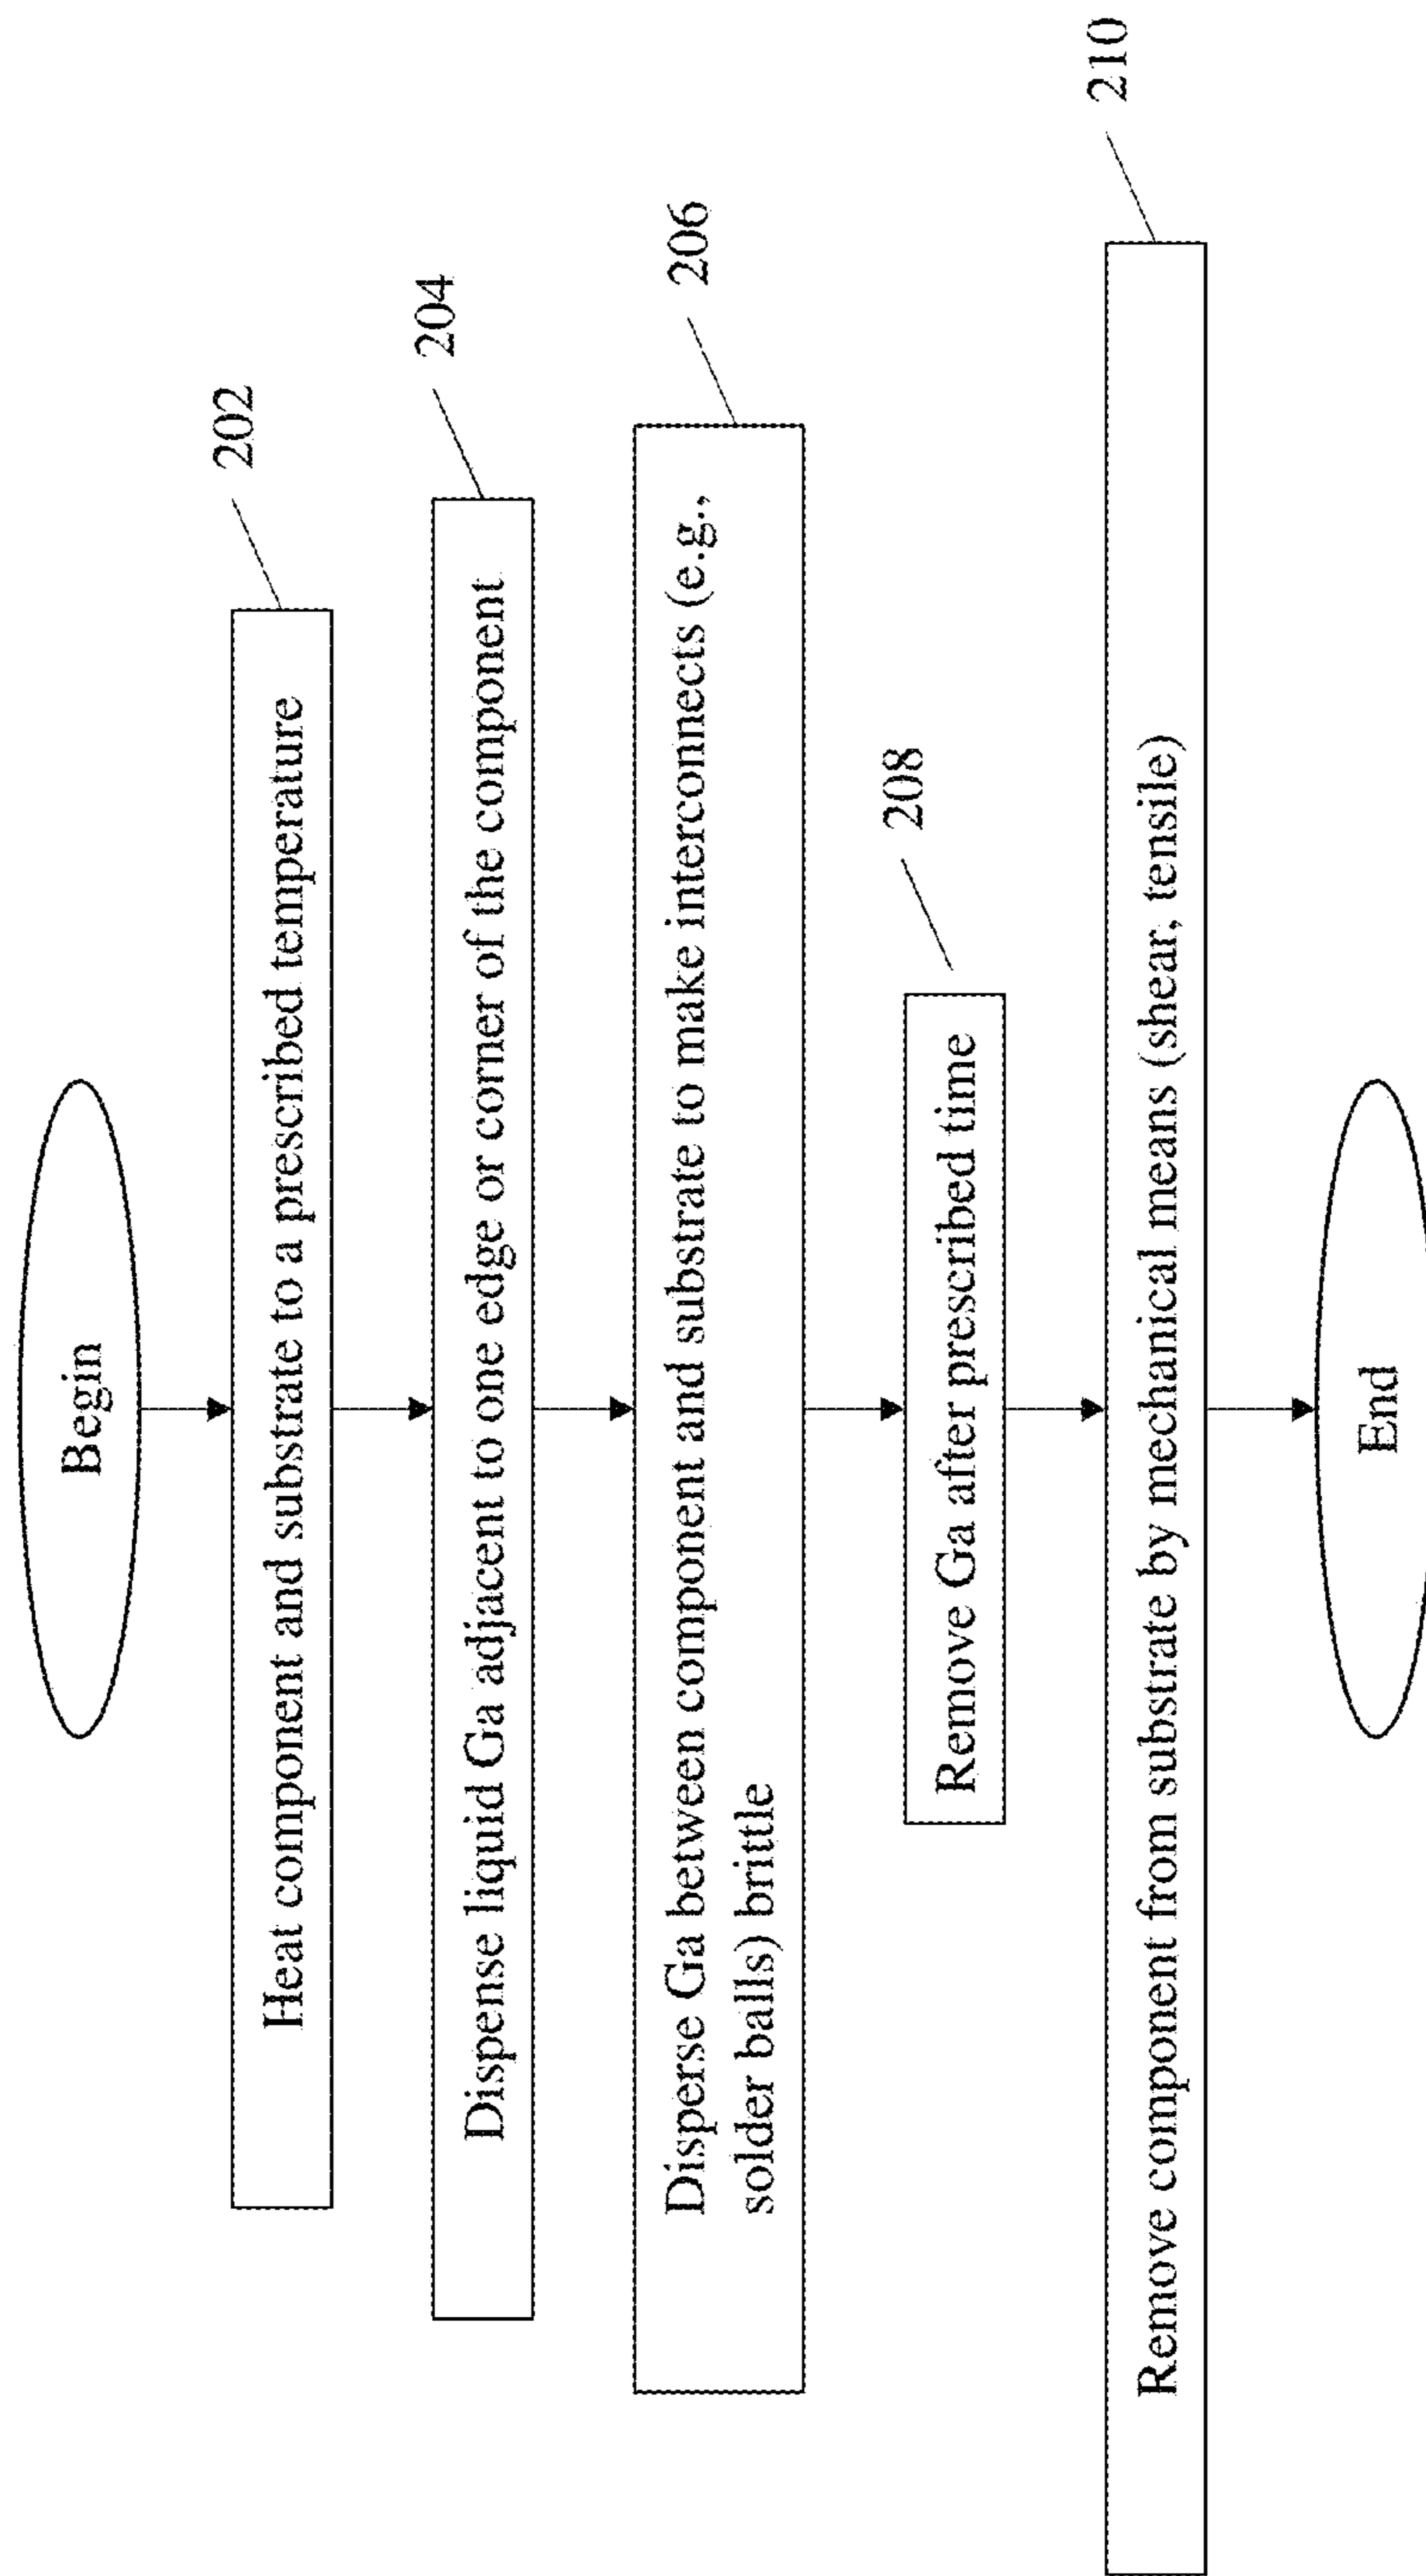 Begin
Heat component and substrate to a prescribed temperature
202
Dispense liquid Ga adjacent to one edge or corner of the component
204
Disperse Ga between component and substrate to make interconnects (e.g.,
solder balls) brittle
206
Remove Ga after prescribed time
208
Remove component from substrate by mechanical means (shear, tensile)
210
End